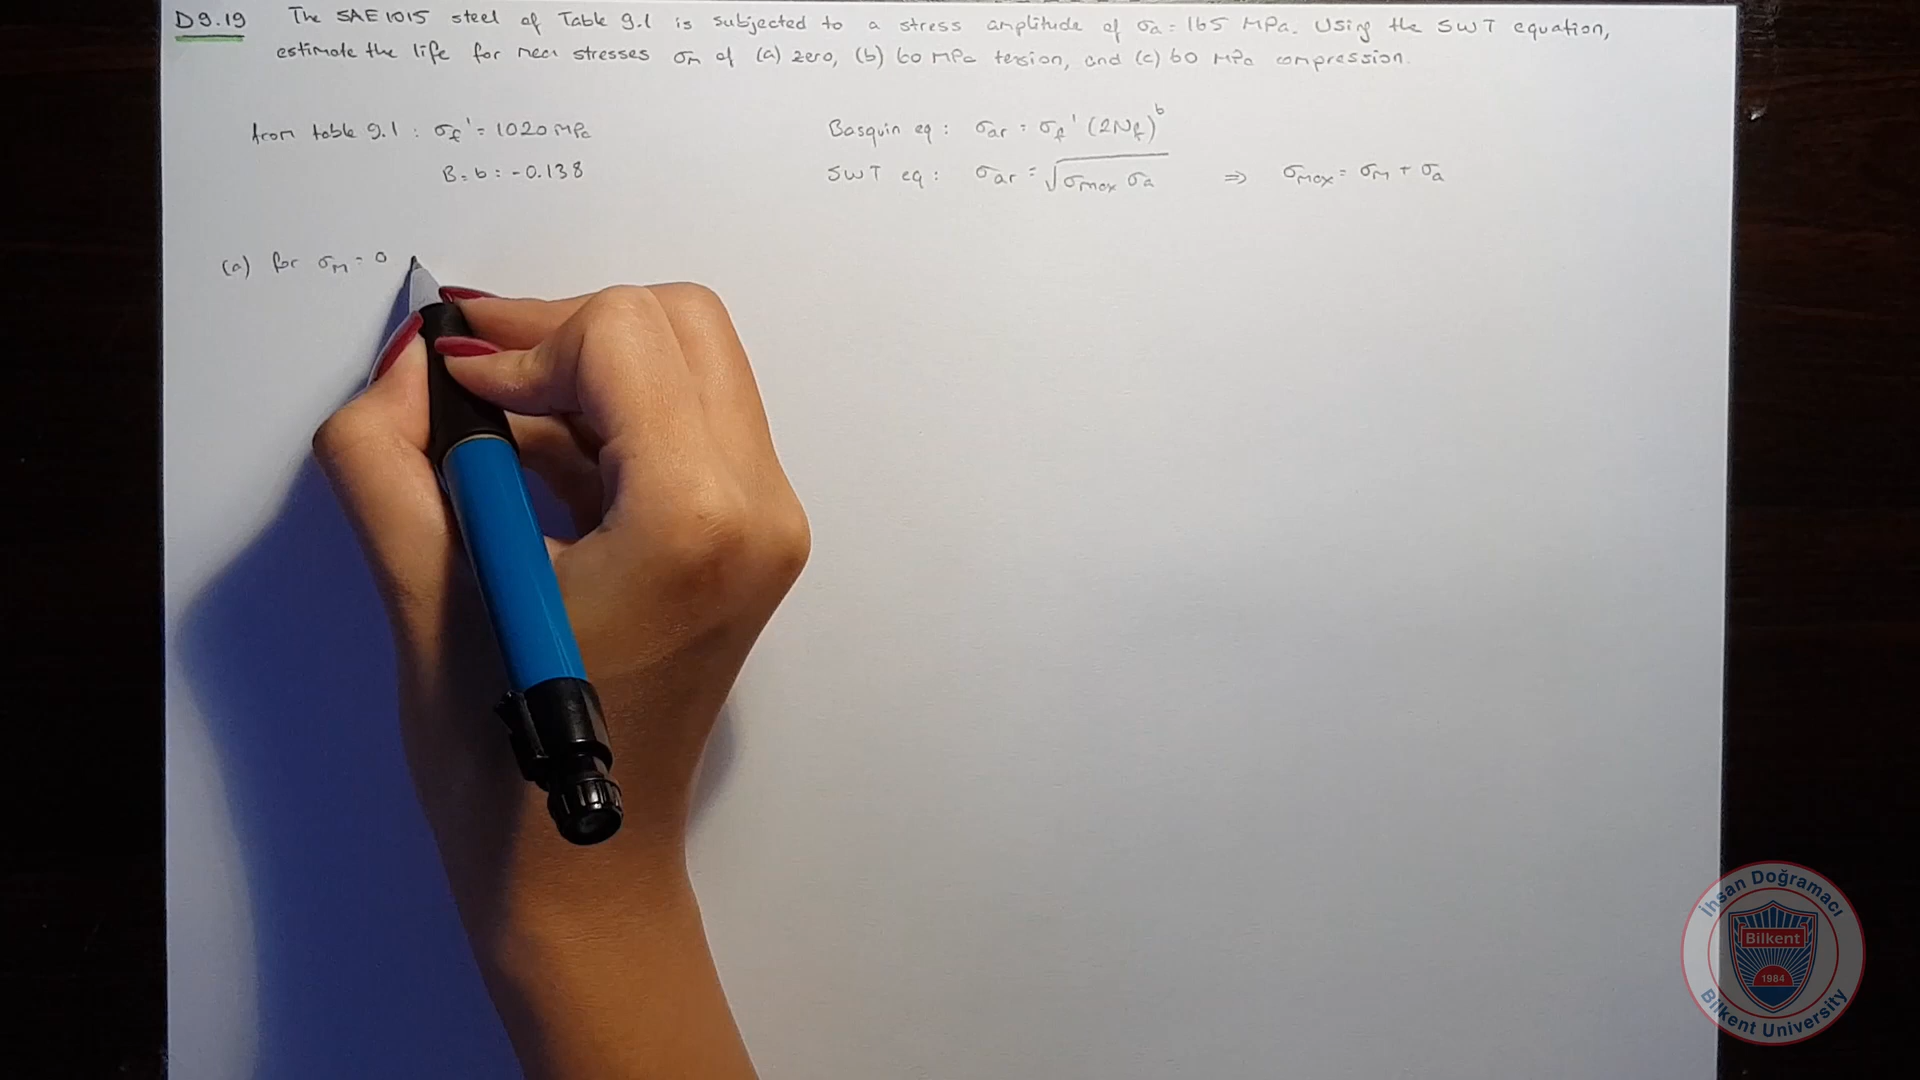 D9.19 The SAE 1015 steel of Table 9.1 is subjected to a stress amplitude of σa = 165 MPa. Using the SWT equation,
estimate the life for mean stresses σm of (a) zero, (b) 60 MPa tension, and (c) 60 MPa compression.
from table 9.1 : σf' = 1020 MPa
B = b = -0.138
Basquin eq : σar = σf' (2Nf)^b
SWT eq : σar = √(σmax σa) ⇒ σmax = σm + σa
(a) for σm = 0
İhsan Doğramacı
Bilkent
1984
Bilkent University